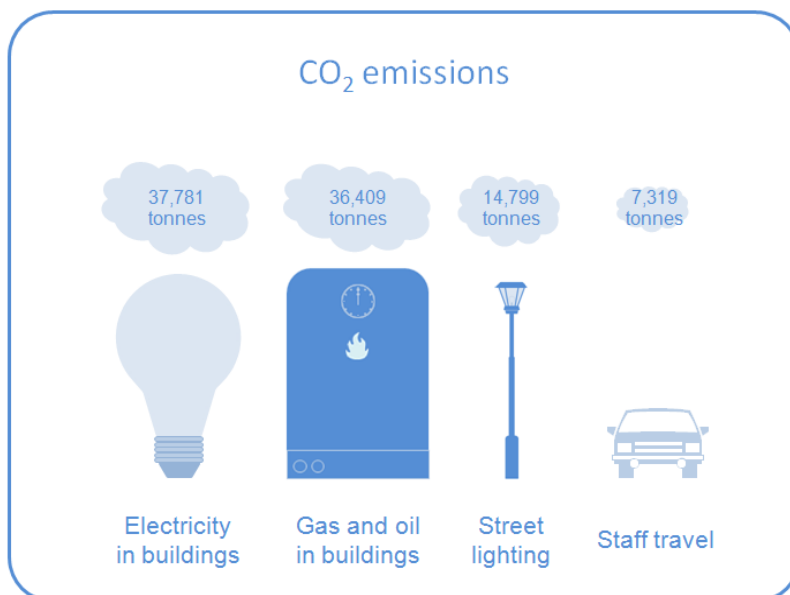 CO₂ emissions
37,781
tonnes
36,409
tonnes
14,799
tonnes
7,319
tonnes
Electricity
in buildings
Gas and oil
in buildings
Street
lighting
Staff travel